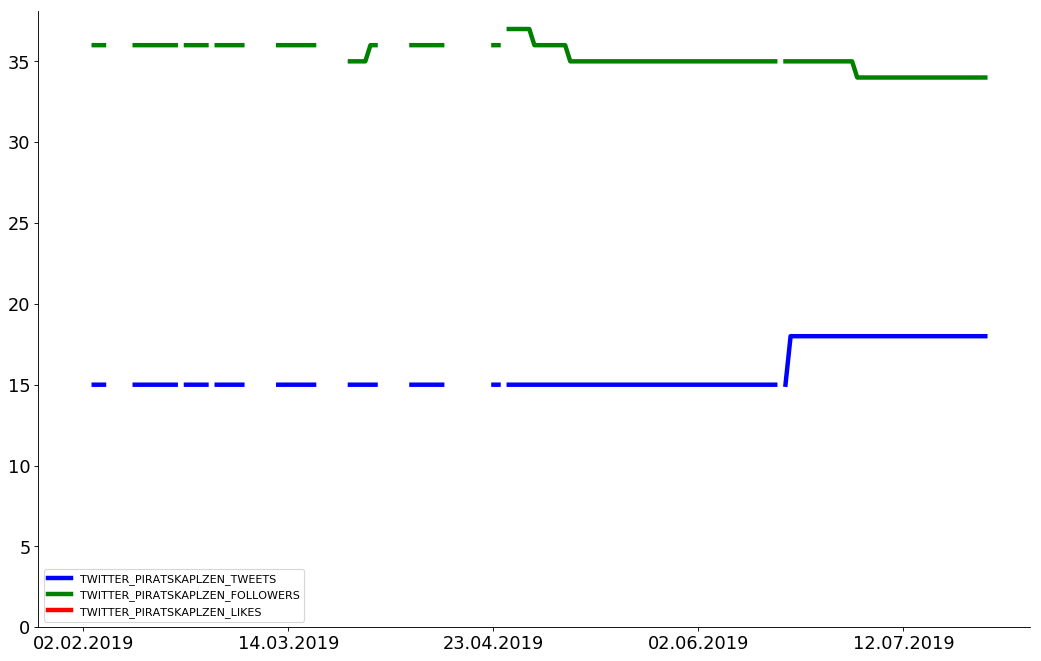 35
30
25
20
15
10
5
0
TWITTER_PIRATSKAPLZEN_TWEETS
TWITTER_PIRATSKAPLZEN_FOLLOWERS
TWITTER_PIRATSKAPLZEN_LIKES
02.02.2019 14.03.2019 23.04.2019 02.06.2019 12.07.2019